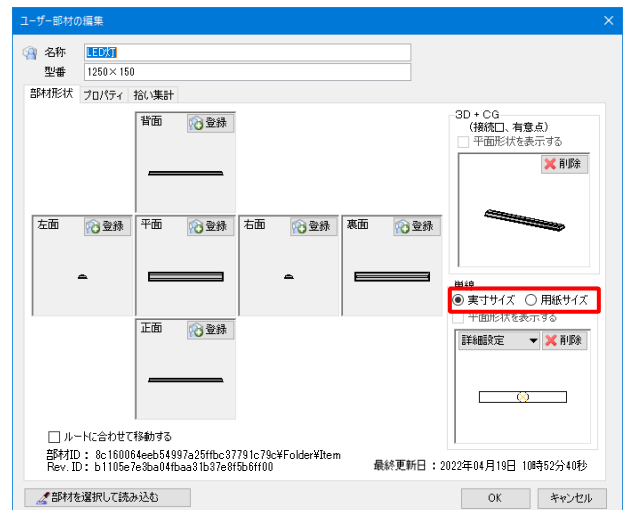 ユーザー部材の編集
名称 LED灯
型番 1250×150
部材形状 プロパティ 拾い集計
背面 登録
3D + CG
(接続口、有意点)
平面形状を表示する
削除
左面 登録 平面 登録 右面 登録 裏面 登録
単線
実寸サイズ 用紙サイズ
平面形状を表示する
正面 登録
詳細設定 削除
ルートに合わせて移動する
部材ID : 8c160064eeb54997a25ffbc37791c79c¥Folder¥Item
Rev. ID : b1105e7e3ba04fbaa31b37e8f5b6ff00
最終更新日 : 2022年04月19日 10時52分40秒
部材を選択して読み込む
OK キャンセル